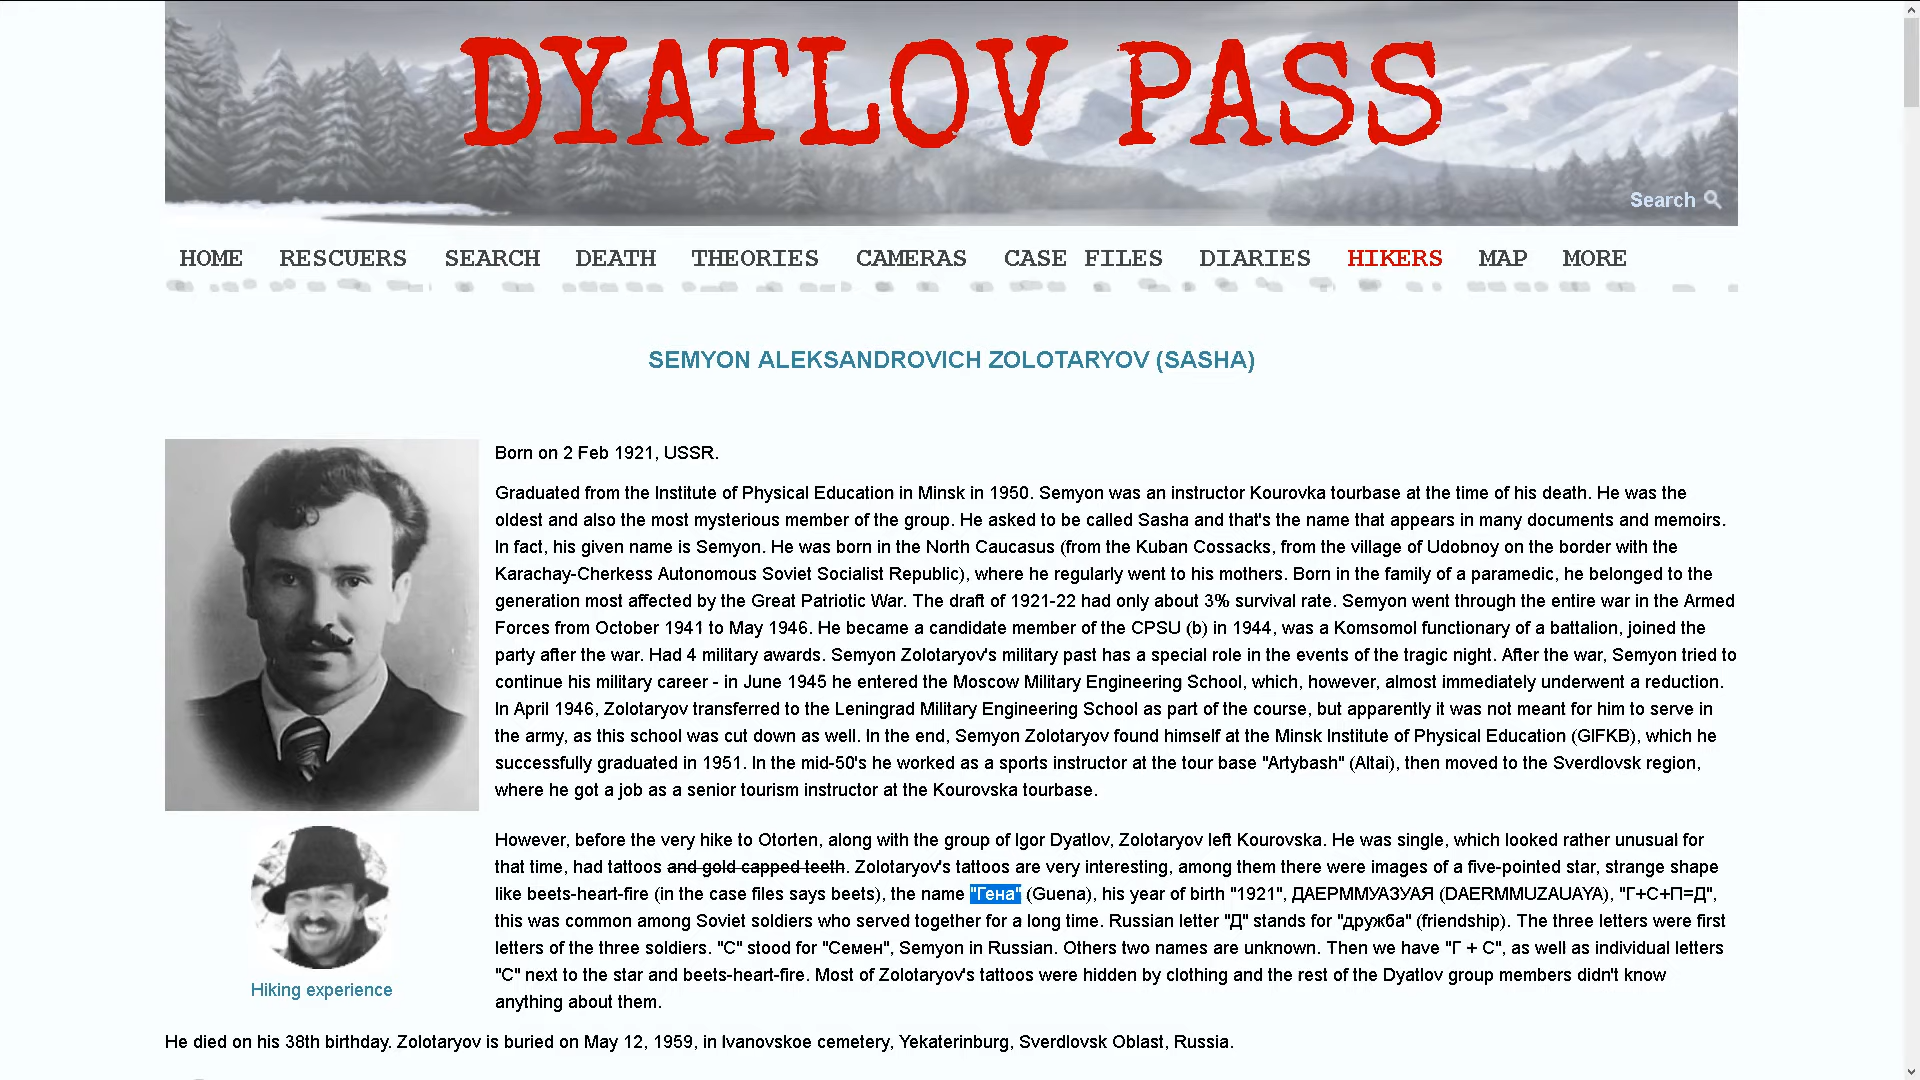 DYATLOV PASS
Search
HOME RESCUERS SEARCH DEATH THEORIES CAMERAS CASE FILES DIARIES HIKERS MAP MORE
SEMYON ALEKSANDROVICH ZOLOTARYOV (SASHA)
Born on 2 Feb 1921, USSR.
Graduated from the Institute of Physical Education in Minsk in 1950. Semyon was an instructor Kourovka tourbase at the time of his death. He was the
oldest and also the most mysterious member of the group. He asked to be called Sasha and that's the name that appears in many documents and memoirs.
In fact, his given name is Semyon. He was born in the North Caucasus (from the Kuban Cossacks, from the village of Udobnoy on the border with the
Karachay-Cherkess Autonomous Soviet Socialist Republic), where he regularly went to his mothers. Born in the family of a paramedic, he belonged to the
generation most affected by the Great Patriotic War. The draft of 1921-22 had only about 3% survival rate. Semyon went through the entire war in the Armed
Forces from October 1941 to May 1946. He became a candidate member of the CPSU (b) in 1944, was a Komsomol functionary of a battalion, joined the
party after the war. Had 4 military awards. Semyon Zolotaryov's military past has a special role in the events of the tragic night. After the war, Semyon tried to
continue his military career - in June 1945 he entered the Moscow Military Engineering School, which, however, almost immediately underwent a reduction.
In April 1946, Zolotaryov transferred to the Leningrad Military Engineering School as part of the course, but apparently it was not meant for him to serve in
the army, as this school was cut down as well. In the end, Semyon Zolotaryov found himself at the Minsk Institute of Physical Education (GIFKB), which he
successfully graduated in 1951. In the mid-50's he worked as a sports instructor at the tour base "Artybash" (Altai), then moved to the Sverdlovsk region,
where he got a job as a senior tourism instructor at the Kourovska tourbase.
However, before the very hike to Otorten, along with the group of Igor Dyatlov, Zolotaryov left Kourovska. He was single, which looked rather unusual for
that time, had tattoos and gold capped teeth. Zolotaryov's tattoos are very interesting, among them there were images of a five-pointed star, strange shape
like beets-heart-fire (in the case files says beets), the name "Гена" (Guena), his year of birth "1921", ДАЕРММУАЗУАЯ (DAERMMUZAUAYA), "Г+С+П=Д",
this was common among Soviet soldiers who served together for a long time. Russian letter "Д" stands for "дружба" (friendship). The three letters were first
letters of the three soldiers. "С" stood for "Семен", Semyon in Russian. Others two names are unknown. Then we have "Г + С", as well as individual letters
"С" next to the star and beets-heart-fire. Most of Zolotaryov's tattoos were hidden by clothing and the rest of the Dyatlov group members didn't know
anything about them.
Hiking experience
He died on his 38th birthday. Zolotaryov is buried on May 12, 1959, in Ivanovskoe cemetery, Yekaterinburg, Sverdlovsk Oblast, Russia.